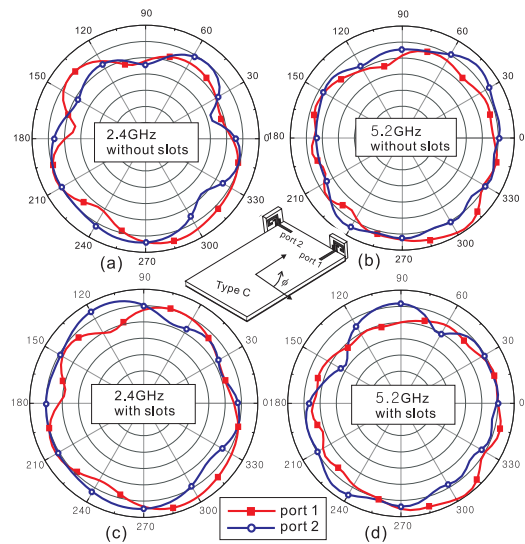 90
120
60
150
30
180
0
2.4GHz
without slots
210
330
240
300
270
(a)
90
120
60
150
30
180
0
5.2GHz
without slots
210
330
240
300
270
(b)
port 2
port 1
Type C
ϕ
90
120
60
150
30
180
0
2.4GHz
with slots
210
330
240
300
270
(c)
90
120
60
150
30
180
0
5.2GHz
with slots
210
330
240
300
270
(d)
port 1
port 2